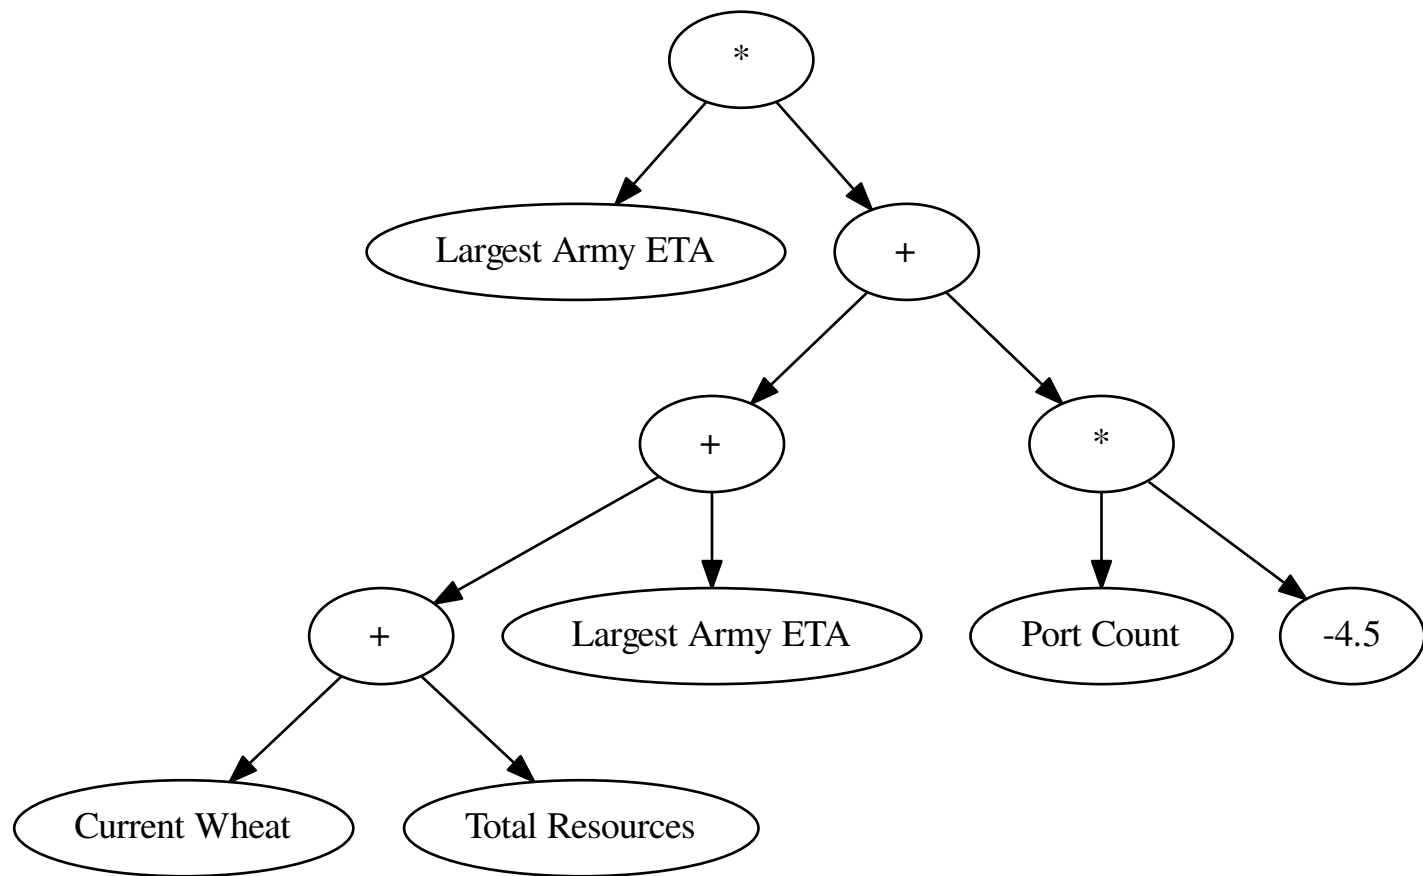 *
Largest Army ETA
+
+
*
+
Largest Army ETA
Port Count
-4.5
Current Wheat
Total Resources